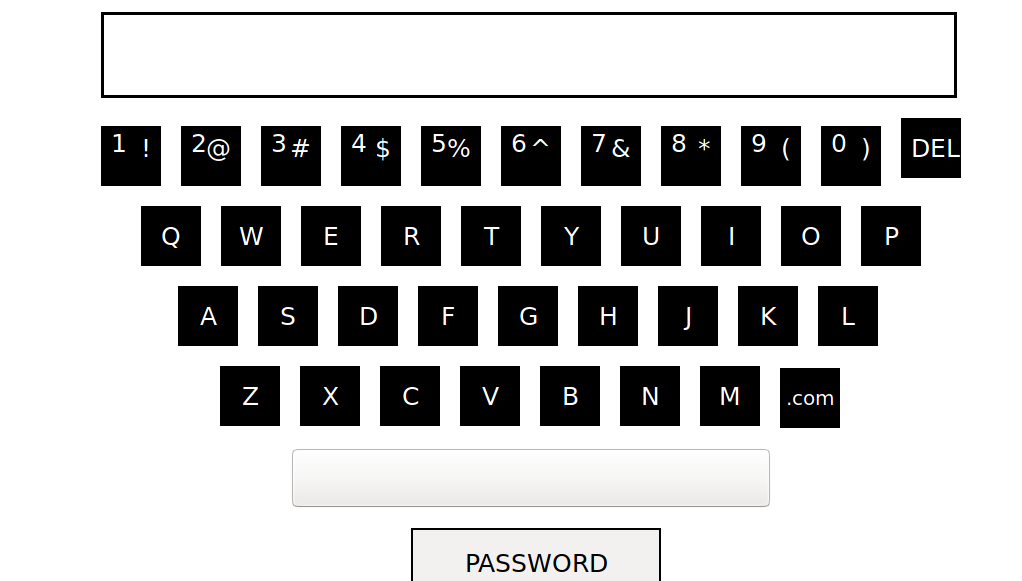 1 ! 2@ 3 # 4 $ 5% 6 ^ 7 & 8 * 9 ( 0 ) DEL
Q W E R T Y U I O P
A S D F G H J K L
Z X C V B N M .com
PASSWORD